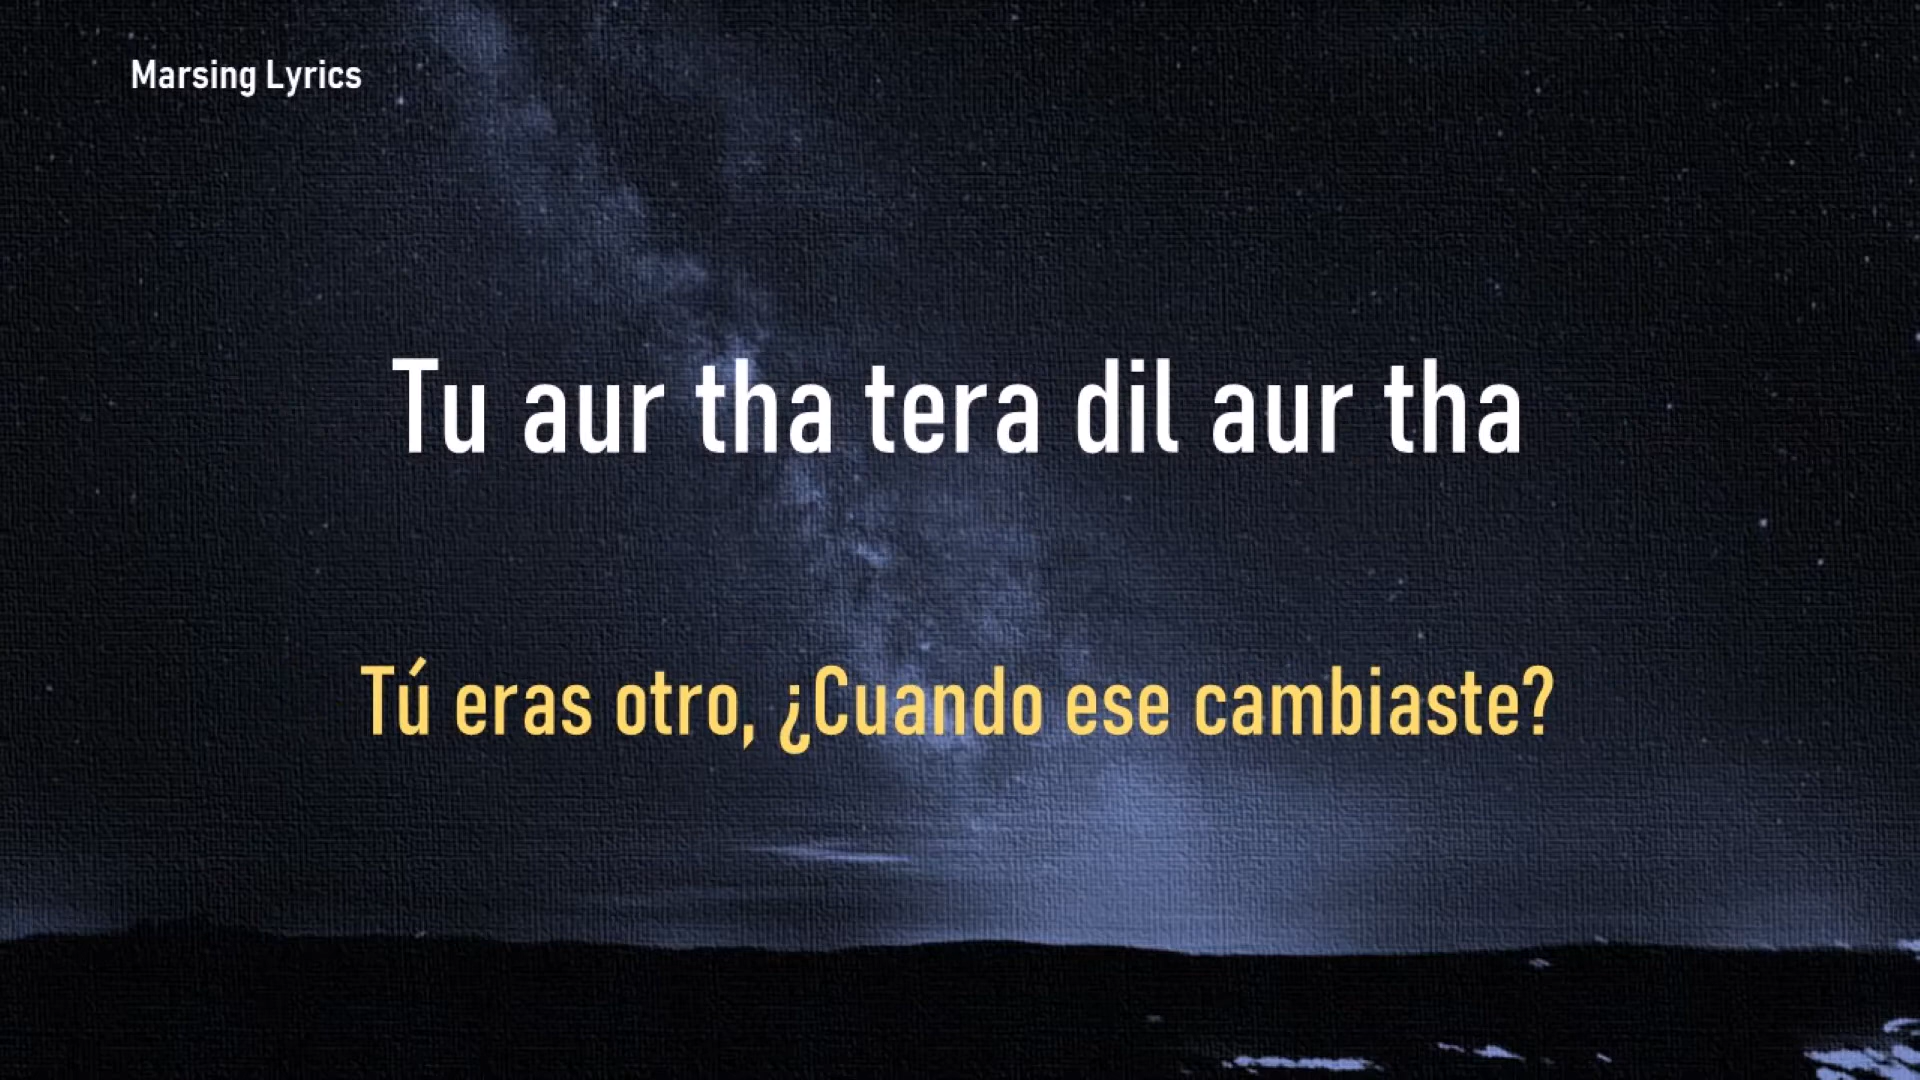 Marsing Lyrics
Tu aur tha tera dil aur tha
Tú eras otro, ¿Cuando ese cambiaste?